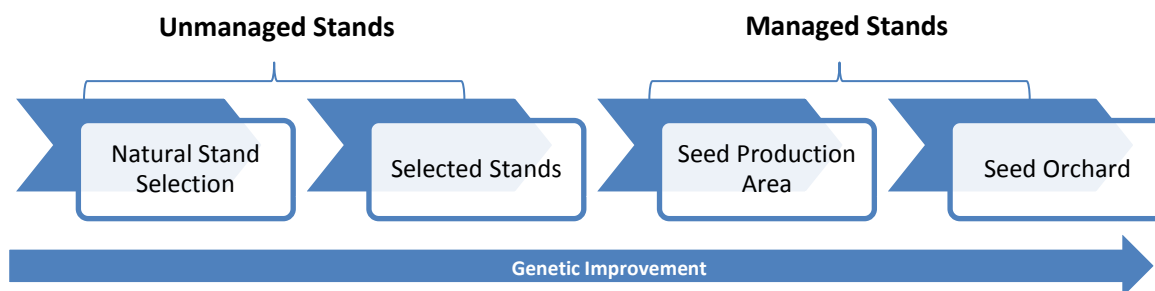 Unmanaged Stands
Managed Stands
Natural Stand
Selection
Selected Stands
Seed Production
Area
Seed Orchard
Genetic Improvement